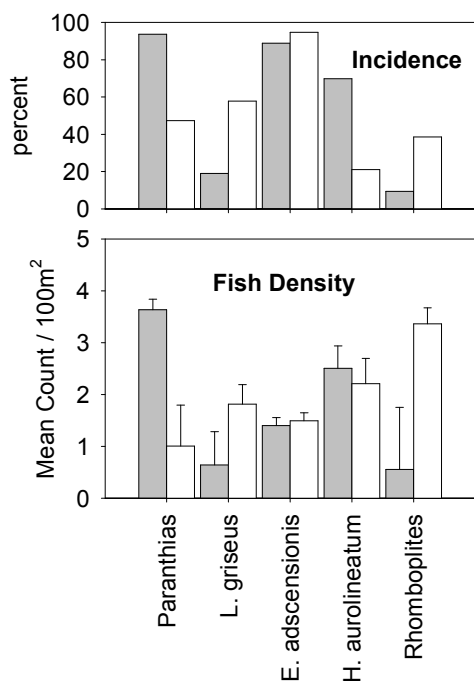 100
80
60
40
20
0
percent
Incidence
5
4
3
2
1
0
Mean Count / 100m²
Fish Density
Paranthias
L. griseus
E. adscensionis
H. aurolineatum
Rhomboplites